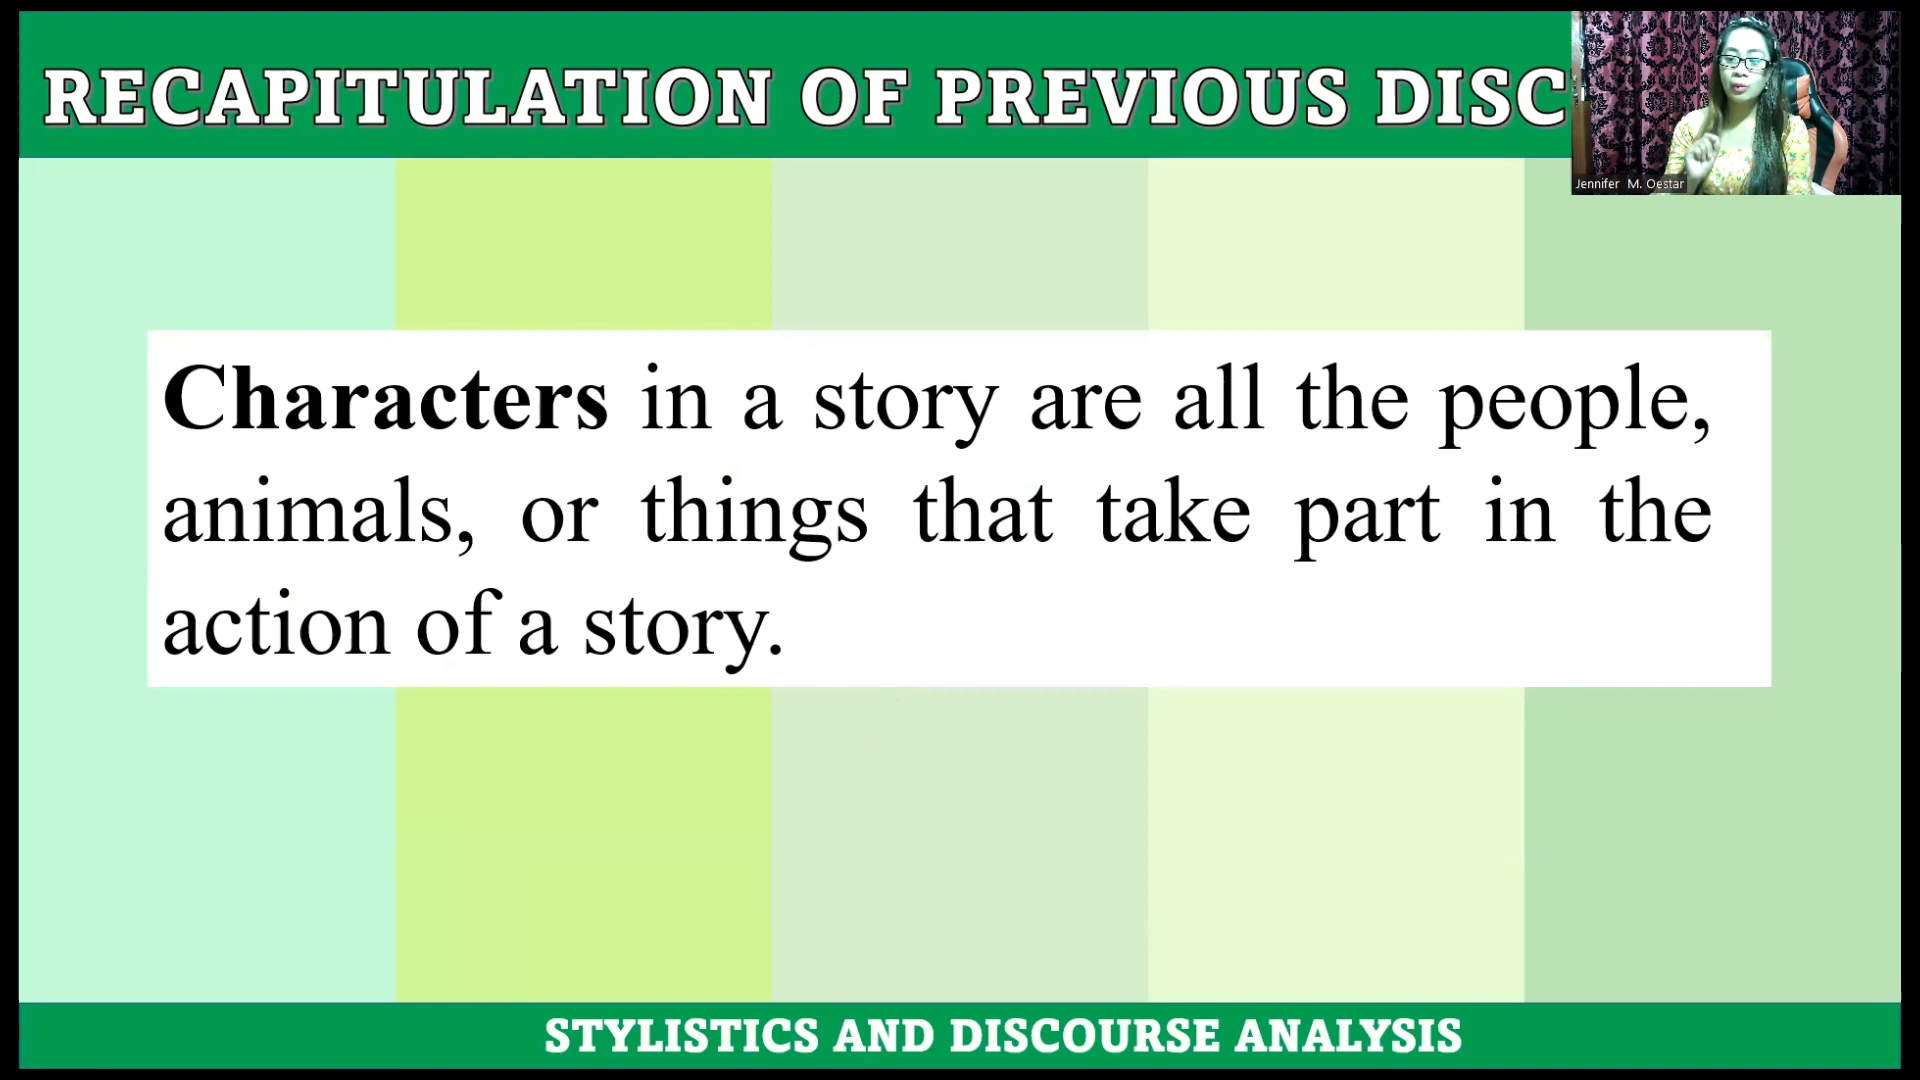 RECAPITULATION OF PREVIOUS DISC
Jennifer M. Oestar
Characters in a story are all the people,
animals, or things that take part in the
action of a story.
STYLISTICS AND DISCOURSE ANALYSIS